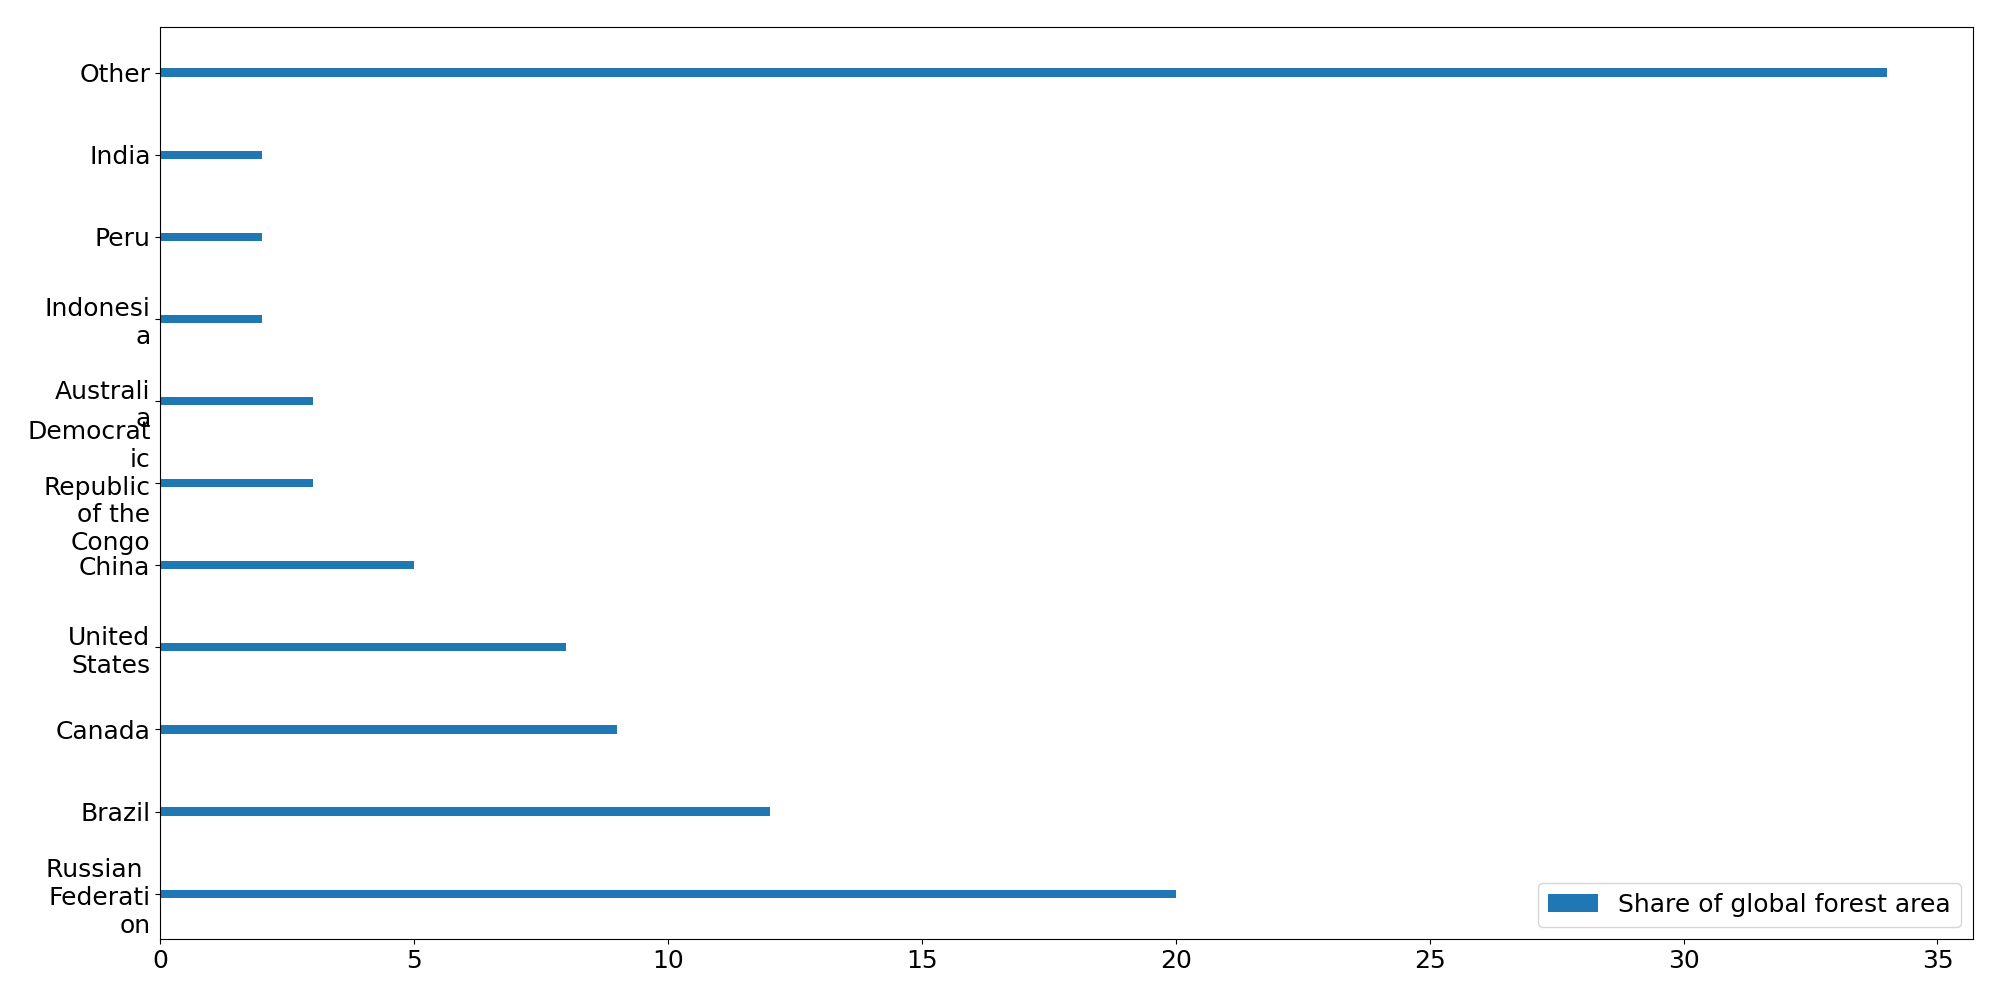 Other
India
Peru
Indonesi
a
Australi
a
Democrat
ic
Republic
of the
Congo
China
United
States
Canada
Brazil
Russian
Federati
on
Share of global forest area
0 5 10 15 20 25 30 35